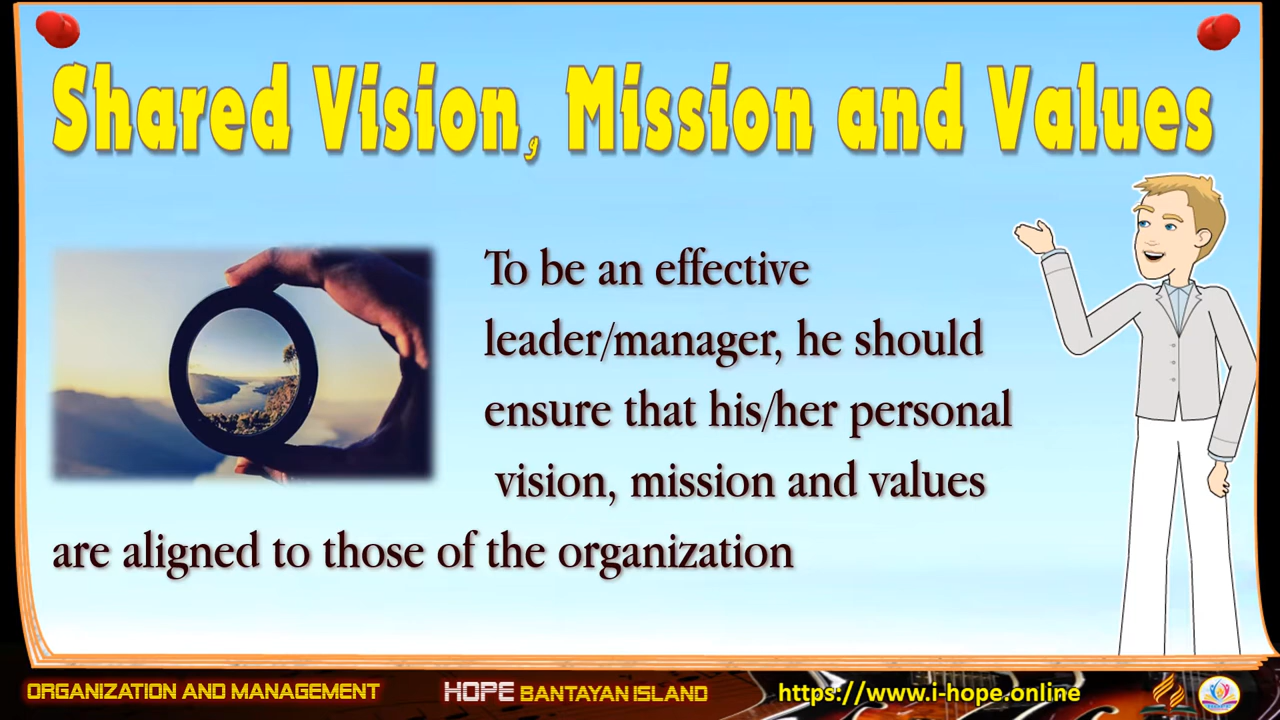 Shared Vision, Mission and Values
To be an effective
leader/manager, he should
ensure that his/her personal
vision, mission and values
are aligned to those of the organization
ORGANIZATION AND MANAGEMENT
HOPE BANTAYAN ISLAND
https://www.i-hope.online